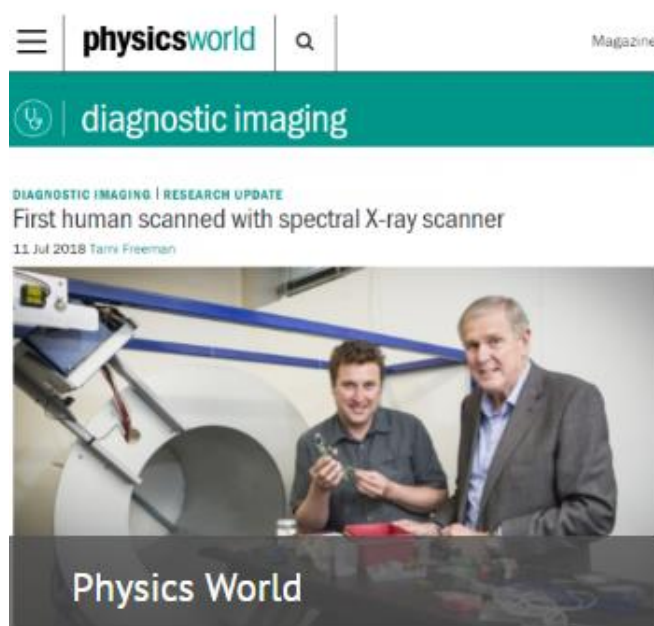 physicsworld
Magazine
diagnostic imaging
DIAGNOSTIC IMAGING | RESEARCH UPDATE
First human scanned with spectral X-ray scanner
11 Jul 2018 Tami Freeman
Physics World